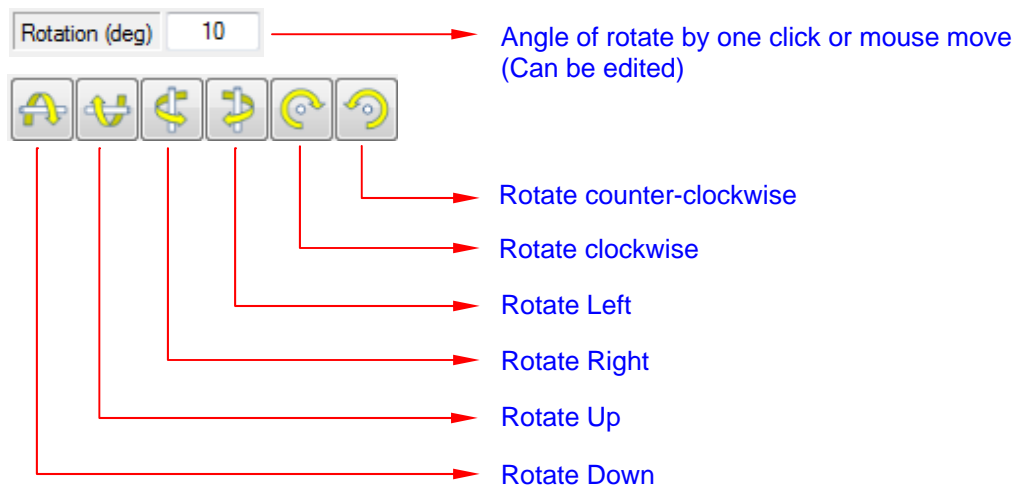 Rotation (deg) 10
Angle of rotate by one click or mouse move
(Can be edited)
Rotate counter-clockwise
Rotate clockwise
Rotate Left
Rotate Right
Rotate Up
Rotate Down